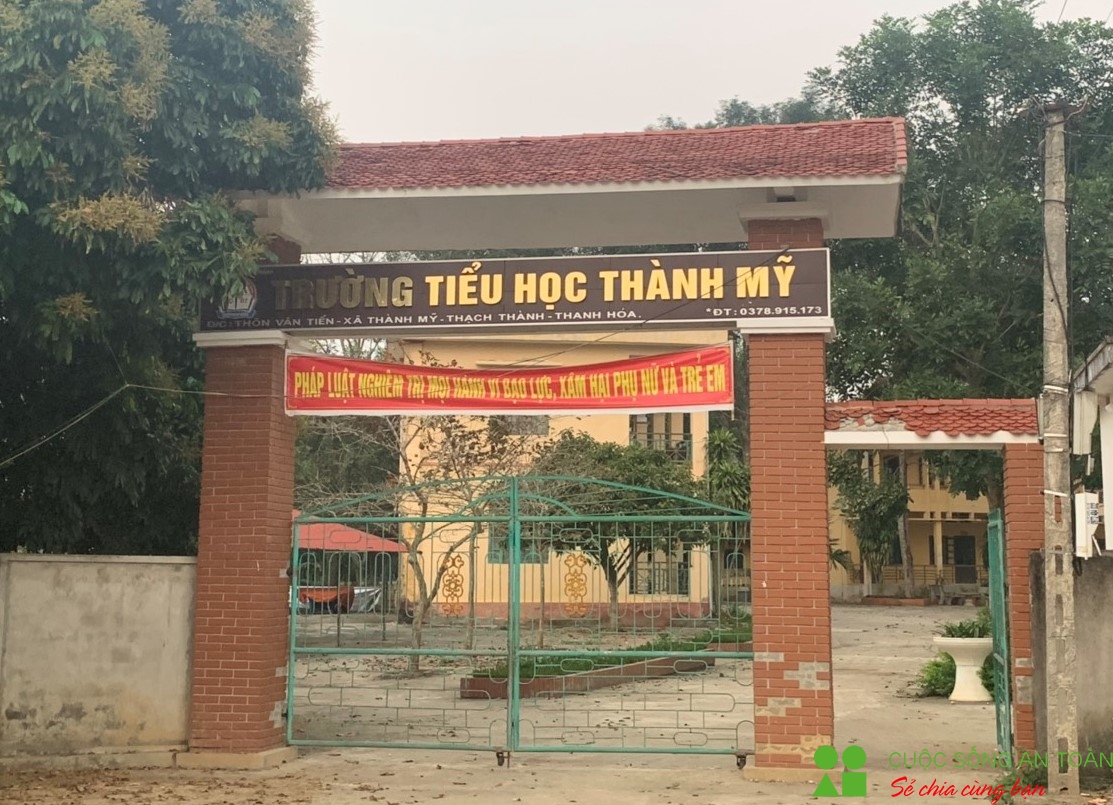 TRƯỜNG TIỂU HỌC THÀNH MỸ
Đ/C: THÔN VÂN TIẾN - XÃ THÀNH MỸ - THẠCH THÀNH - THANH HÓA.
*ĐT: 0378.915.173
PHÁP LUẬT NGHIÊM TRỊ MỌI HÀNH VI BẠO LỰC, XÂM HẠI PHỤ NỮ VÀ TRẺ EM
CUỘC SỐNG AN TOÀN
Sẻ chia cùng bạn